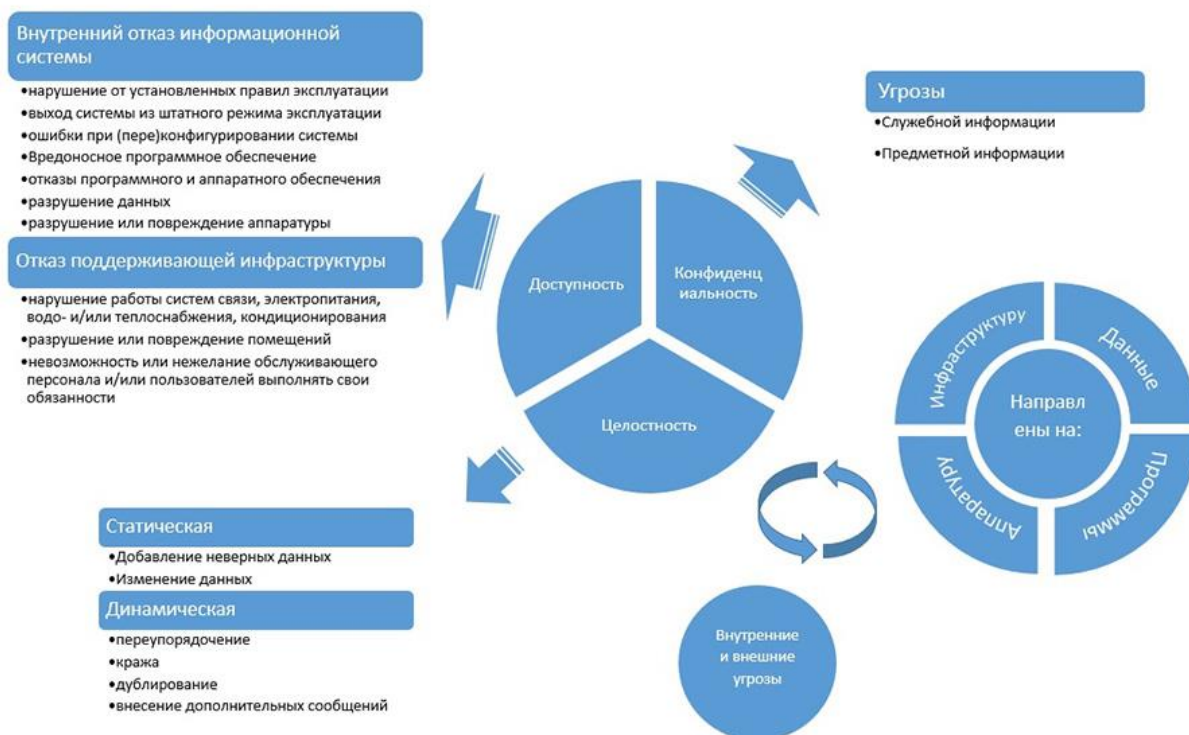 Внутренний отказ информационной
системы
•нарушение от установленных правил эксплуатации
•выход системы из штатного режима эксплуатации
•ошибки при (пере)конфигурировании системы
•Вредоносное программное обеспечение
•отказы программного и аппаратного обеспечения
•разрушение данных
•разрушение или повреждение аппаратуры
Отказ поддерживающей инфраструктуры
•нарушение работы систем связи, электропитания,
водо- и/или теплоснабжения, кондиционирования
•разрушение или повреждение помещений
•невозможность или нежелание обслуживающего
персонала и/или пользователей выполнять свои
обязанности
Угрозы
•Служебной информации
•Предметной информации
Доступность
Конфиденц
иальность
Целостность
Инфраструктуру
Данные
Направл
ены на:
Аппаратуру
Программы
Статическая
•Добавление неверных данных
•Изменение данных
Динамическая
•переупорядочение
•кража
•дублирование
•внесение дополнительных сообщений
Внутренние
и внешние
угрозы